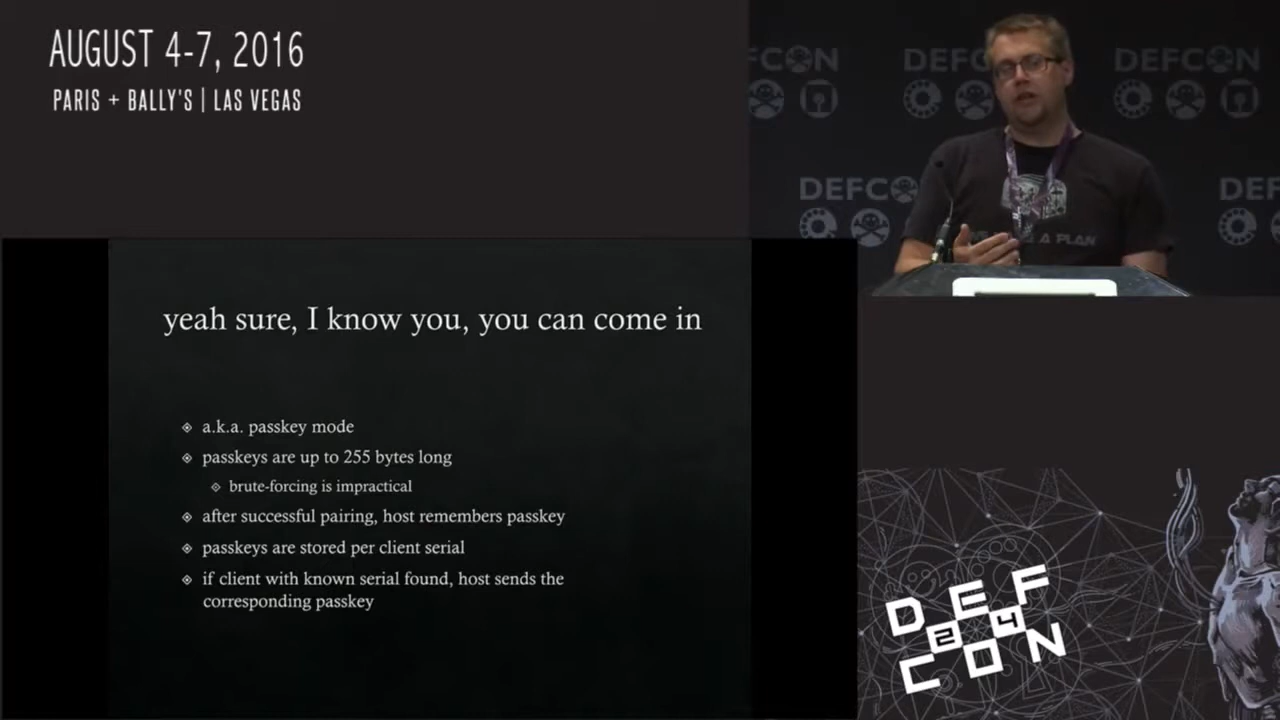 AUGUST 4-7, 2016
PARIS + BALLY'S | LAS VEGAS
DEFCON
DEFCON
DEFCON
DEFCON
DEF
A PLAN
yeah sure, I know you, you can come in
a.k.a. passkey mode
passkeys are up to 255 bytes long
brute-forcing is impractical
after successful pairing, host remembers passkey
passkeys are stored per client serial
if client with known serial found, host sends the
corresponding passkey
DEF
24
CON